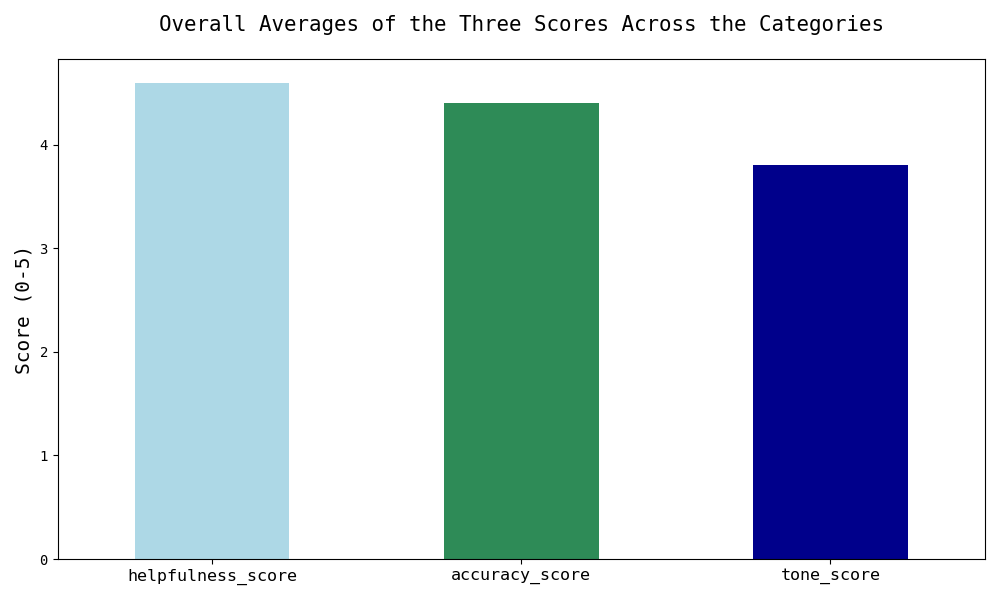 Overall Averages of the Three Scores Across the Categories
Score (0-5)
4
3
2
1
0
helpfulness_score accuracy_score tone_score